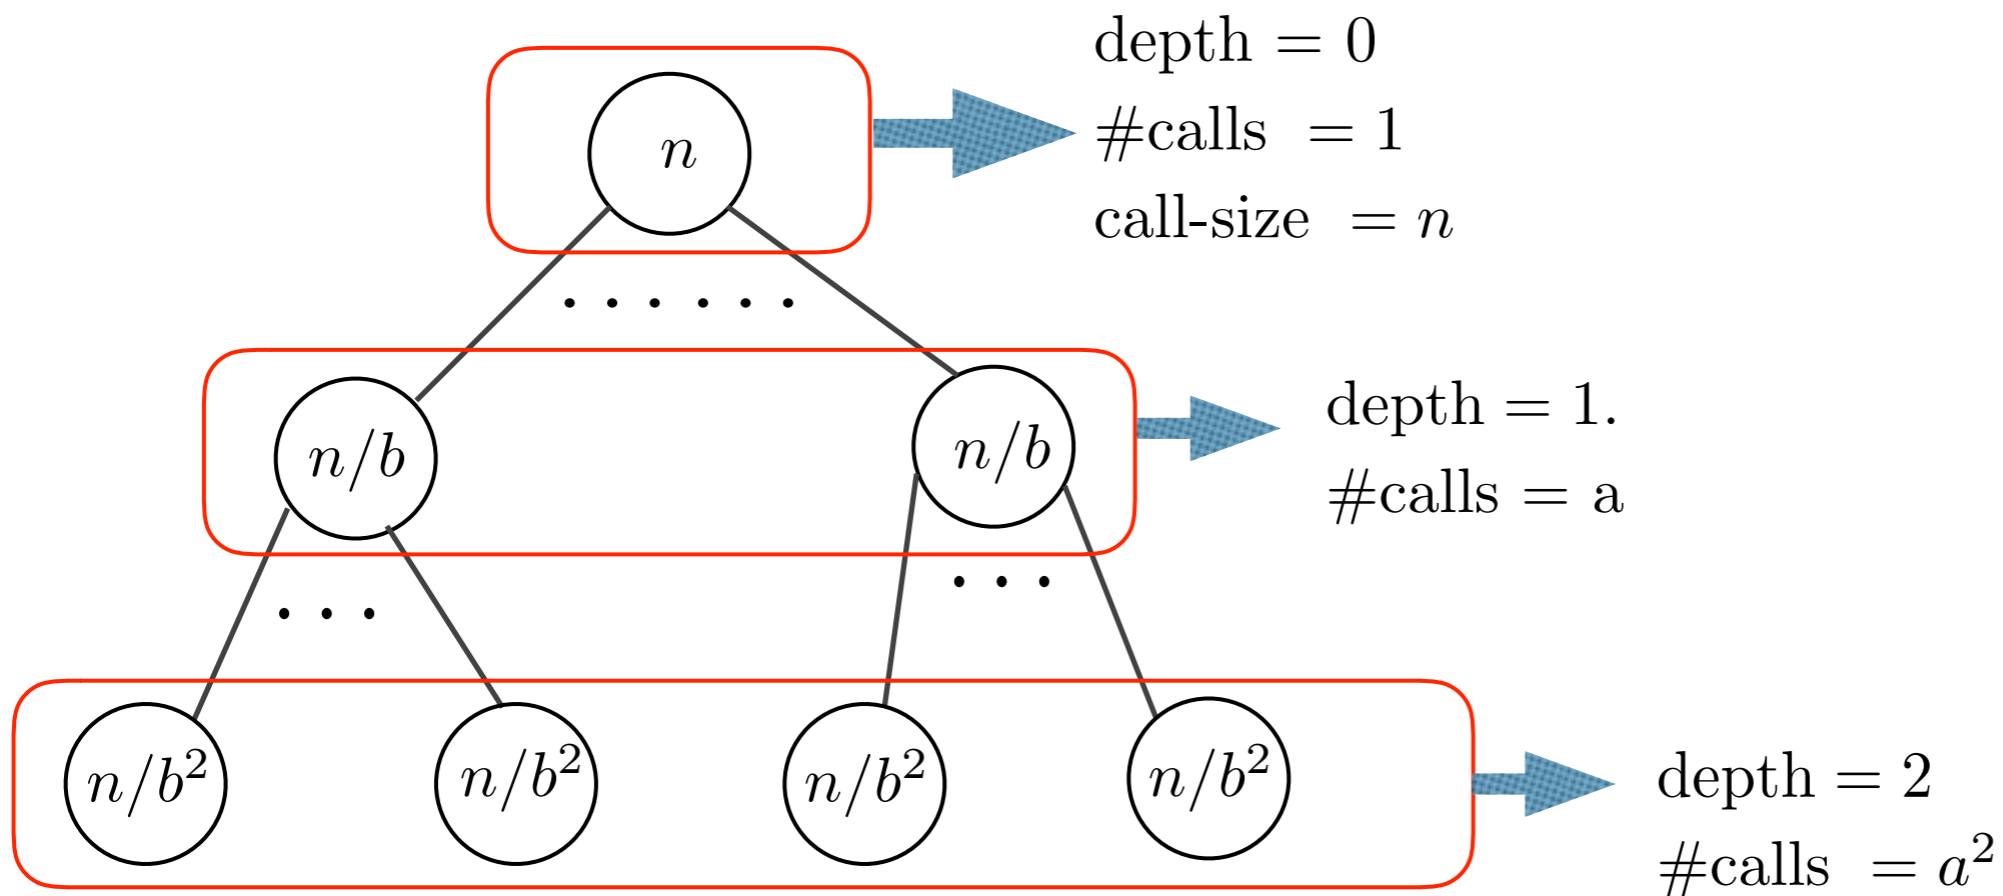 depth = 0
n
#calls = 1
call-size = n
. . . . . .
depth = 1.
n/b n/b
#calls = a
. . . . . .
n/b² n/b² n/b² n/b²
depth = 2
#calls = a²